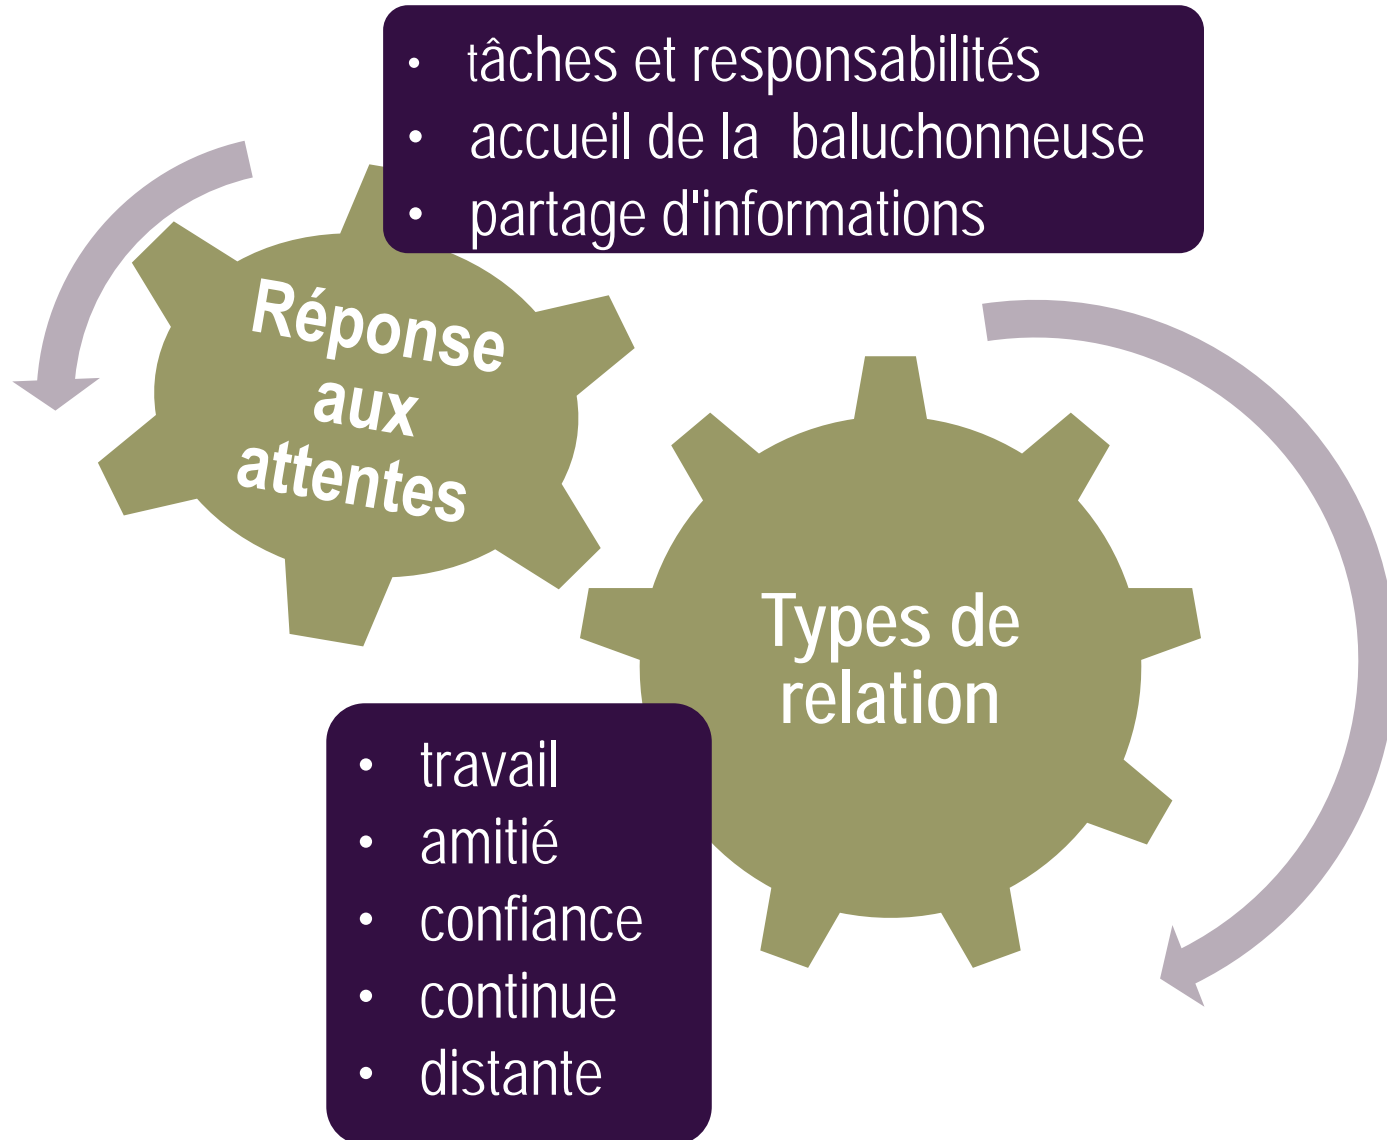 • tâches et responsabilités
• accueil de la baluchonneuse
• partage d'informations
Réponse
aux
attentes
Types de
relation
• travail
• amitié
• confiance
• continue
• distante